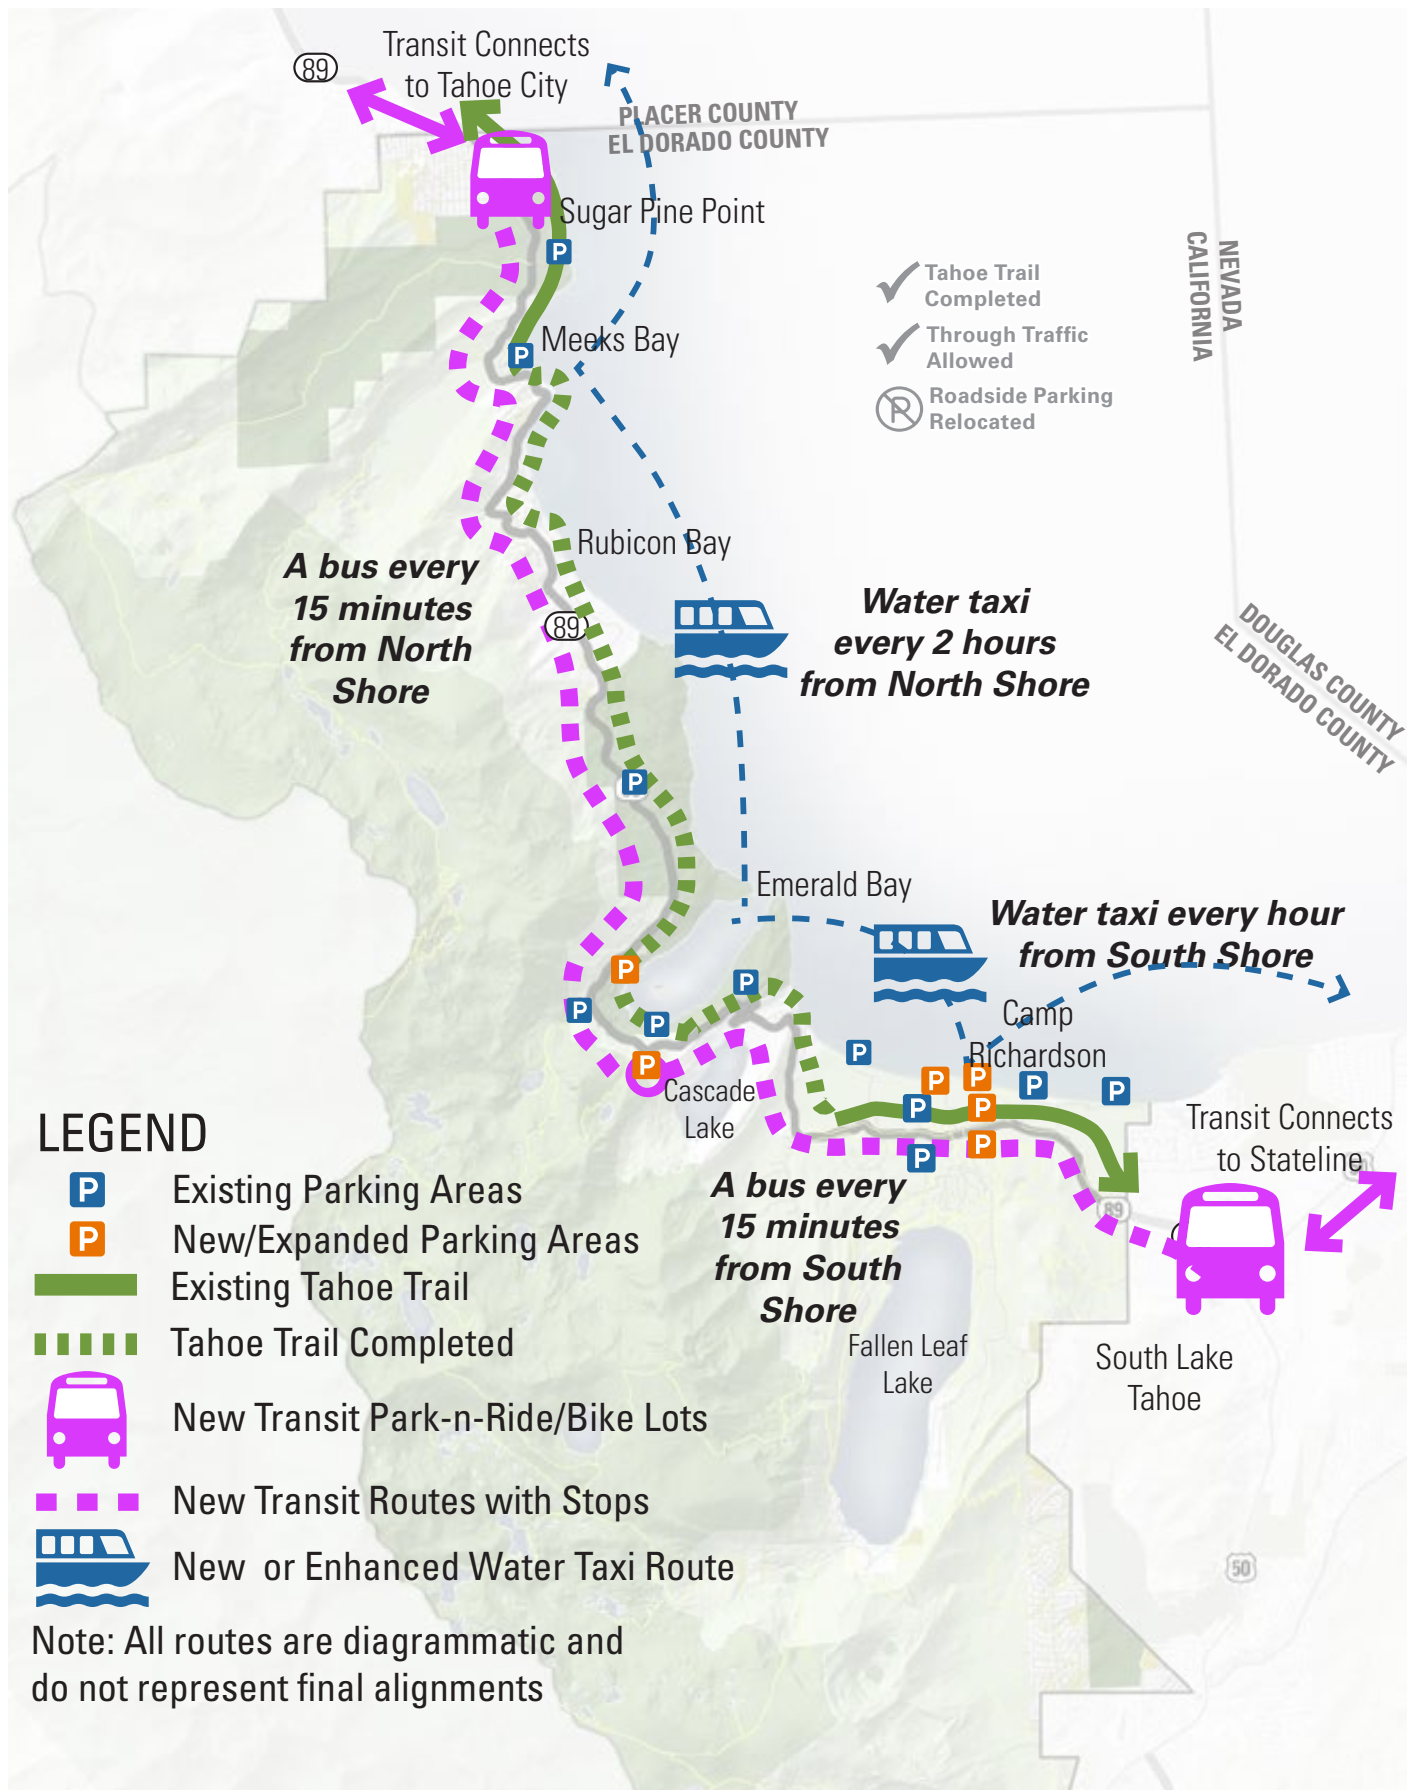 89
Transit Connects
to Tahoe City
PLACER COUNTY
EL DORADO COUNTY
Sugar Pine Point
P
NEVADA
CALIFORNIA
Tahoe Trail
Completed
Through Traffic
Allowed
P
Roadside Parking
Relocated
Meeks Bay
P
Rubicon Bay
A bus every
15 minutes
from North
Shore
89
Water taxi
every 2 hours
from North Shore
DOUGLAS COUNTY
EL DORADO COUNTY
P
Emerald Bay
Water taxi every hour
from South Shore
P
P
P
P
Camp
Richardson
P
P
Cascade
Lake
P
P
P
P
P
P
P
P
Transit Connects
to Stateline
89
A bus every
15 minutes
from South
Shore
Fallen Leaf
Lake
South Lake
Tahoe
50
LEGEND
P Existing Parking Areas
P New/Expanded Parking Areas
Existing Tahoe Trail
Tahoe Trail Completed
New Transit Park-n-Ride/Bike Lots
New Transit Routes with Stops
New or Enhanced Water Taxi Route
Note: All routes are diagrammatic and
do not represent final alignments